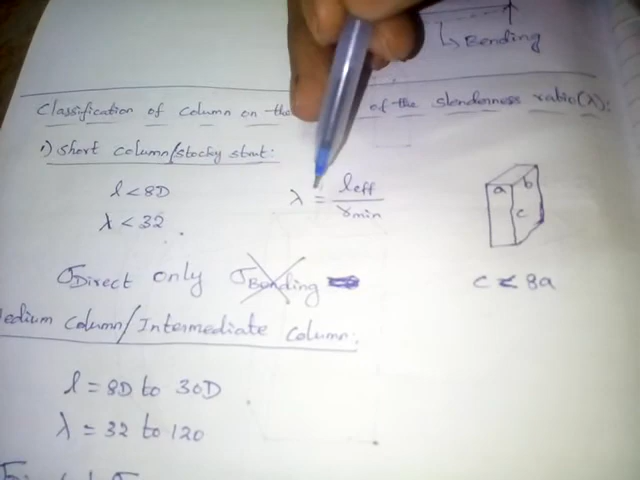 ↳ Bending
Classification of column on the of the slenderness ratio(λ):
1) short column/stocky strut:
l < 8D
λ < 32
λ = leff / rmin
a b
c
σDirect only σBending
c < 8a
Medium column/Intermediate column:
l = 8D to 30D
λ = 32 to 120